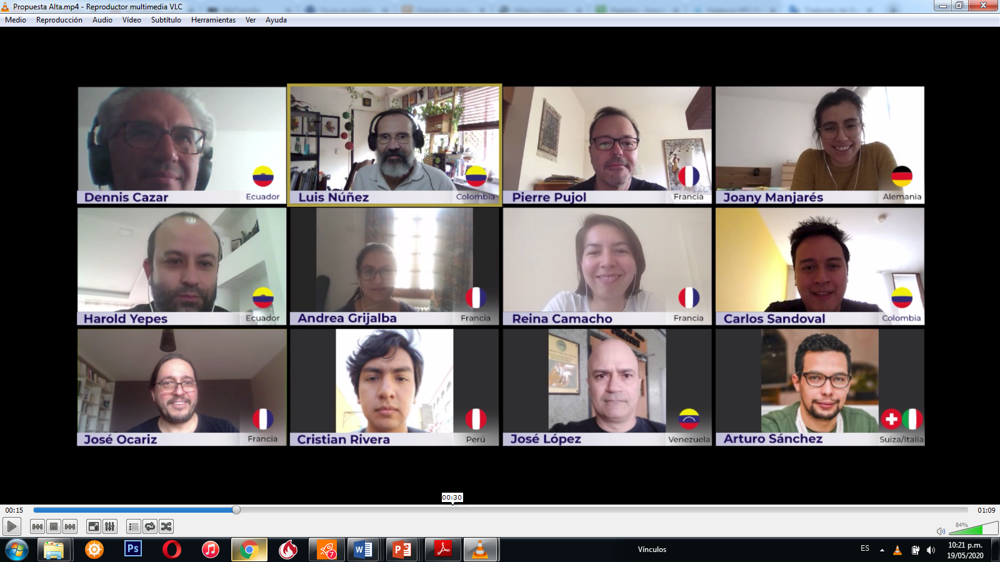 Propuesta Alta.mp4 - Reproductor multimedia VLC
Medio Reproducción Audio Vídeo Subtítulo Herramientas Ver Ayuda
Dennis Cazar Ecuador
Luis Núñez Colombia
Pierre Pujol Francia
Joany Manjarés Alemania
Harold Yepes Ecuador
Andrea Grijalba Francia
Reina Camacho Francia
Carlos Sandoval Colombia
José Ocariz Francia
Cristian Rivera Perú
José López Venezuela
Arturo Sánchez Suiza/Italia
00:30
00:15 01:09
84%
Ps
7
W
P
Vínculos
ES
10:21 p.m.
19/05/2020